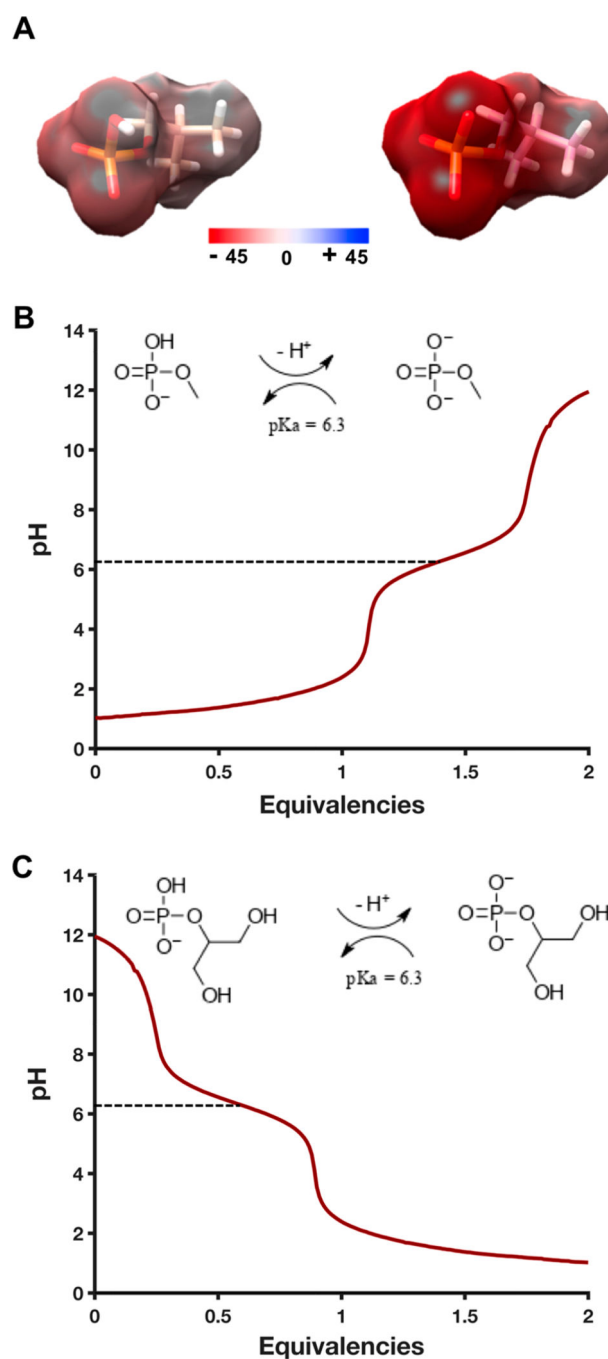 A
- 45 0 + 45
B
14
12
10
8
6
4
2
0
pH
OH
O=P-O
O-
- H+
pKa = 6.3
O-
O=P-O
O-
0 0.5 1 1.5 2
Equivalencies
C
14
12
10
8
6
4
2
0
pH
OH
O=P-O
O-
OH
OH
- H+
pKa = 6.3
O-
O=P-O
O-
OH
OH
0 0.5 1 1.5 2
Equivalencies